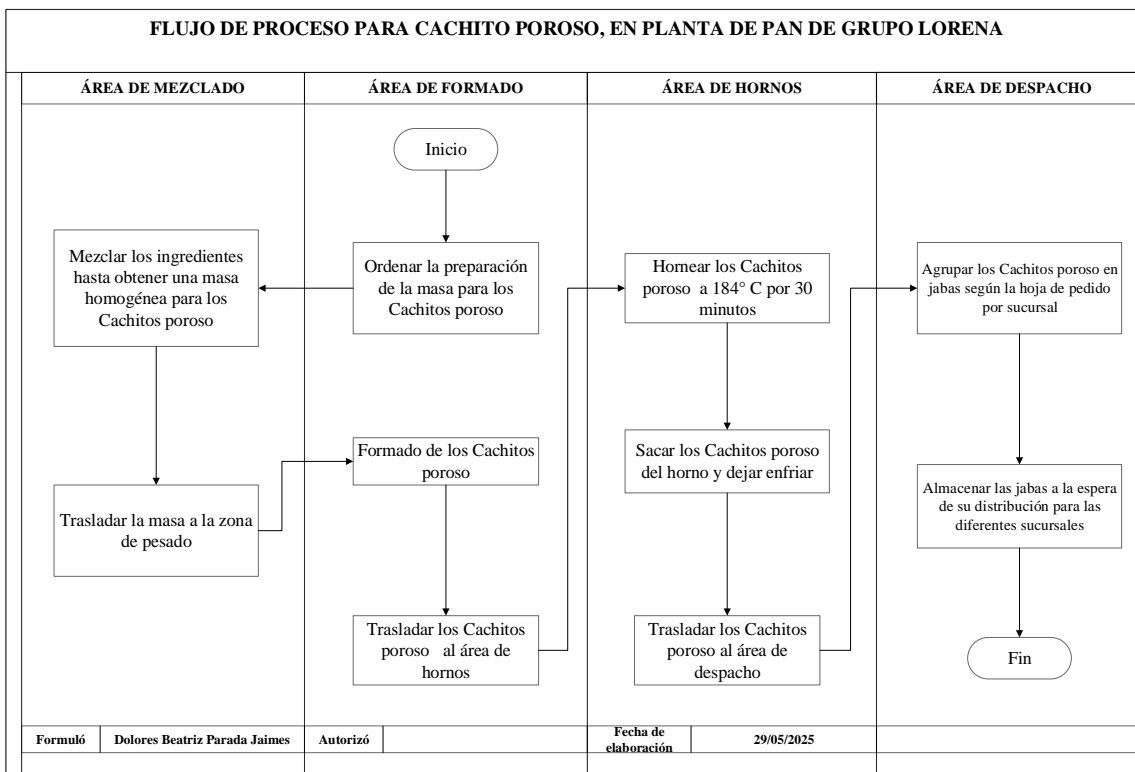 FLUJO DE PROCESO PARA CACHITO POROSO, EN PLANTA DE PAN DE GRUPO LORENA
ÁREA DE MEZCLADO
ÁREA DE FORMADO
ÁREA DE HORNOS
ÁREA DE DESPACHO
Inicio
Ordenar la preparación
de la masa para los
Cachitos poroso
Mezclar los ingredientes
hasta obtener una masa
homogénea para los
Cachitos poroso
Trasladar la masa a la zona
de pesado
Formado de los Cachitos
poroso
Trasladar los Cachitos
poroso al área de
hornos
Hornear los Cachitos
poroso a 184° C por 30
minutos
Sacar los Cachitos poroso
del horno y dejar enfriar
Trasladar los Cachitos
poroso al área de
despacho
Agrupar los Cachitos poroso en
jabas según la hoja de pedido
por sucursal
Almacenar las jabas a la espera
de su distribución para las
diferentes sucursales
Fin
Formuló
Dolores Beatriz Parada Jaimes
Autorizó
Fecha de
elaboración
29/05/2025